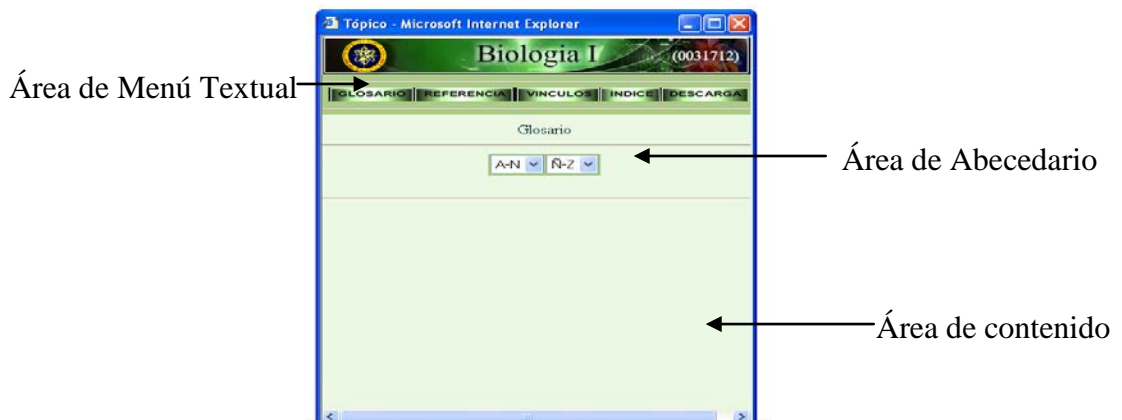 Tópico - Microsoft Internet Explorer
Biologia I (0031712)
Área de Menú Textual
GLOSARIO REFERENCIA VINCULOS INDICE DESCARGA
Glosario
A-N Ñ-Z
Área de Abecedario
Área de contenido